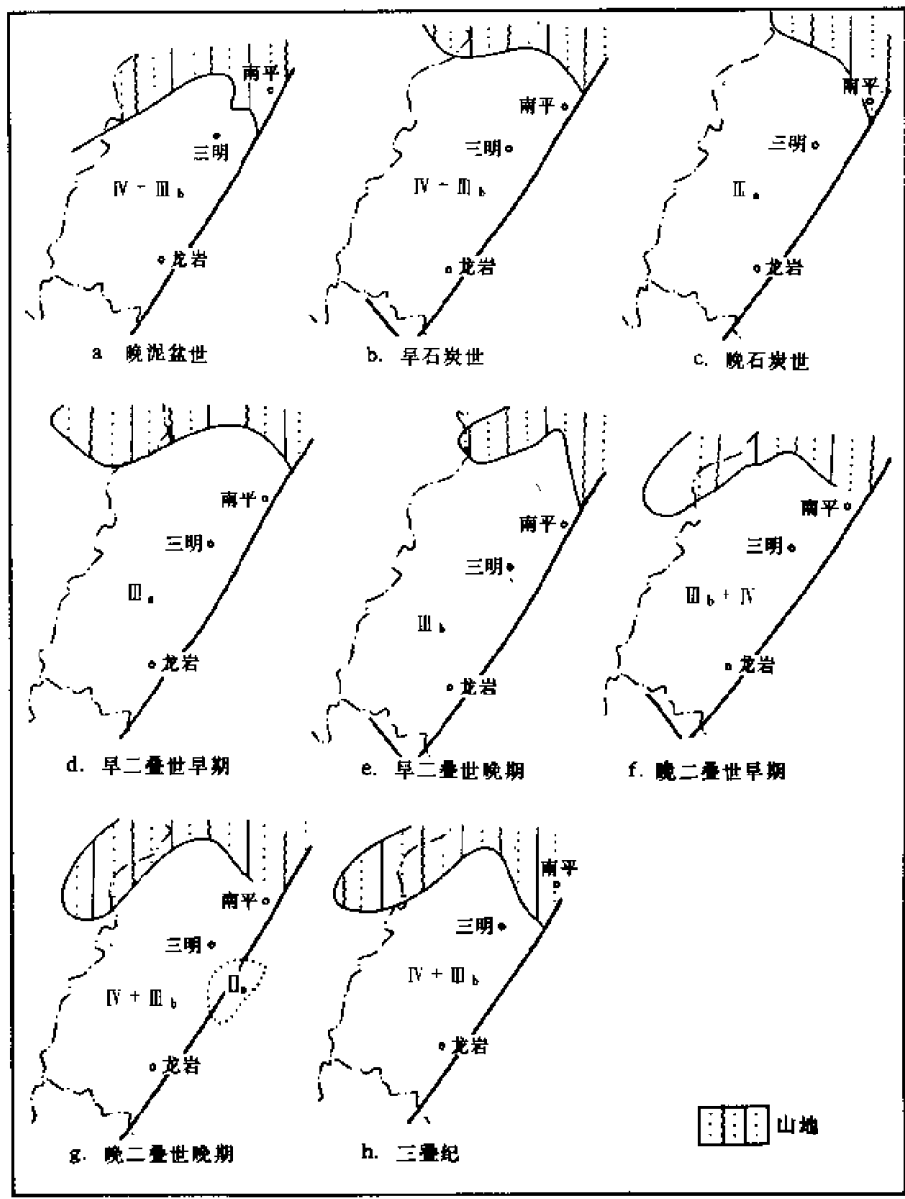 南平
三明
Ⅳ - Ⅲb
龙岩
a 晚泥盆世
南平
三明
Ⅳ - Ⅲb
龙岩
b. 早石炭世
南平
三明
龙岩
c. 晚石炭世
南平
三明
Ⅲa
龙岩
d. 早二叠世早期
南平
三明
Ⅲb
龙岩
e. 早二叠世晚期
南平
三明
Ⅲb + Ⅳ
龙岩
f. 晚二叠世早期
南平
三明
Ⅳ + Ⅲb
Ⅱb
龙岩
g. 晚二叠世晚期
南平
三明
Ⅳ + Ⅲb
龙岩
h. 三叠纪
山地